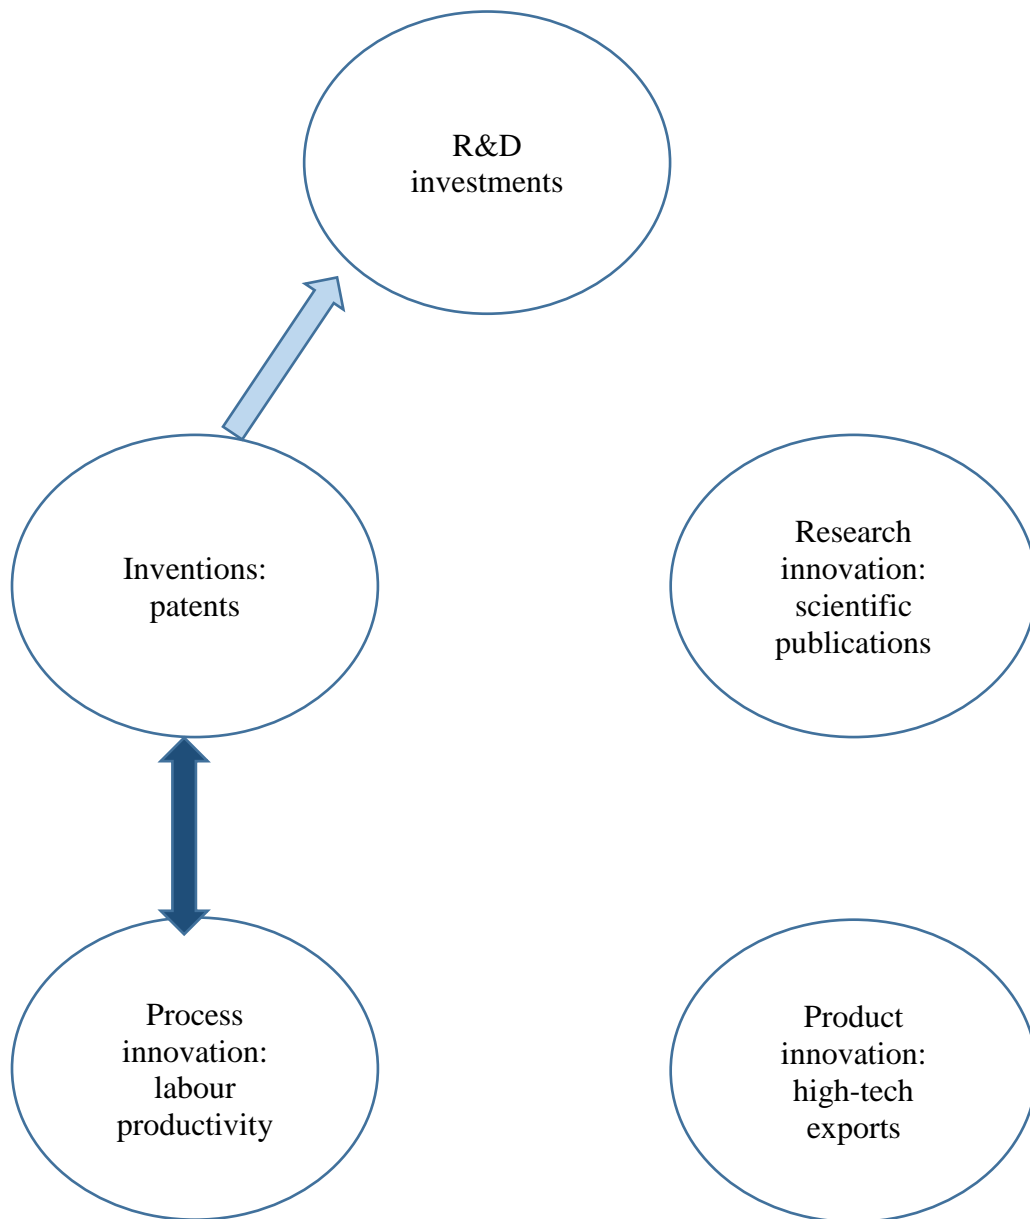 R&D
investments
Inventions:
patents
Research
innovation:
scientific
publications
Process
innovation:
labour
productivity
Product
innovation:
high-tech
exports